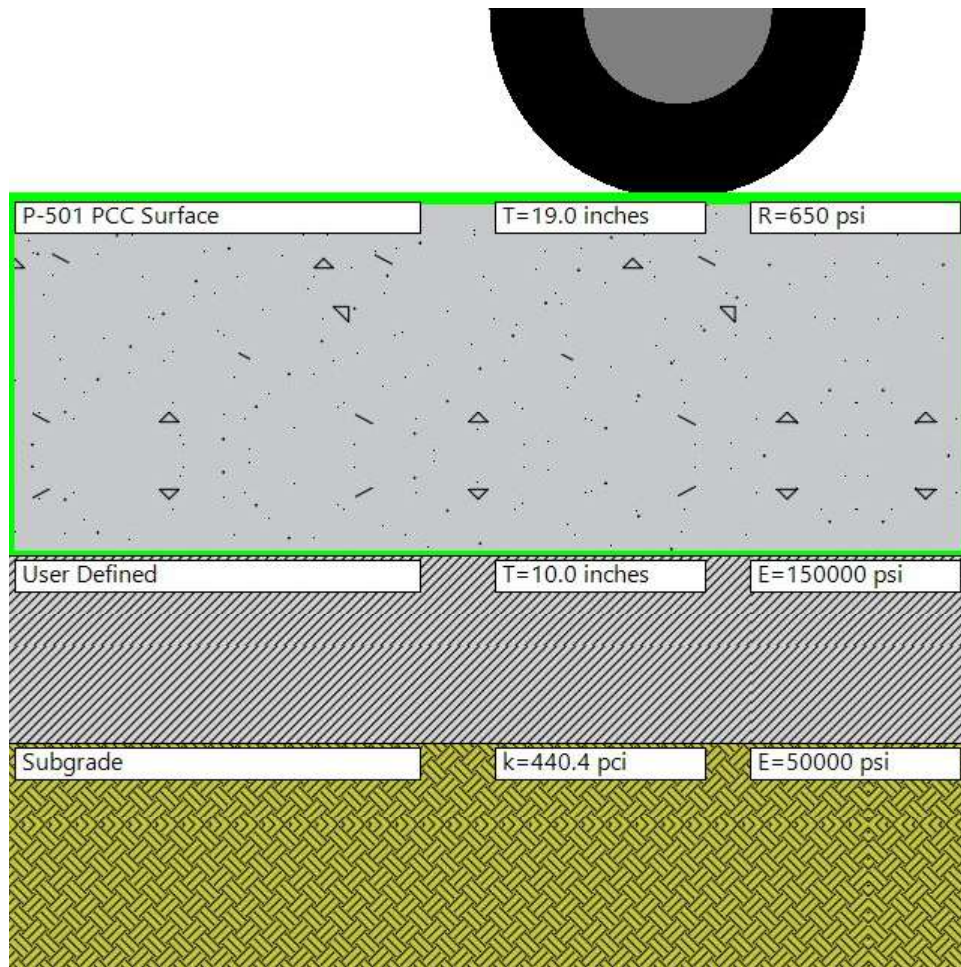 P-501 PCC Surface T=19.0 inches R=650 psi
User Defined T=10.0 inches E=150000 psi
Subgrade k=440.4 pci E=50000 psi